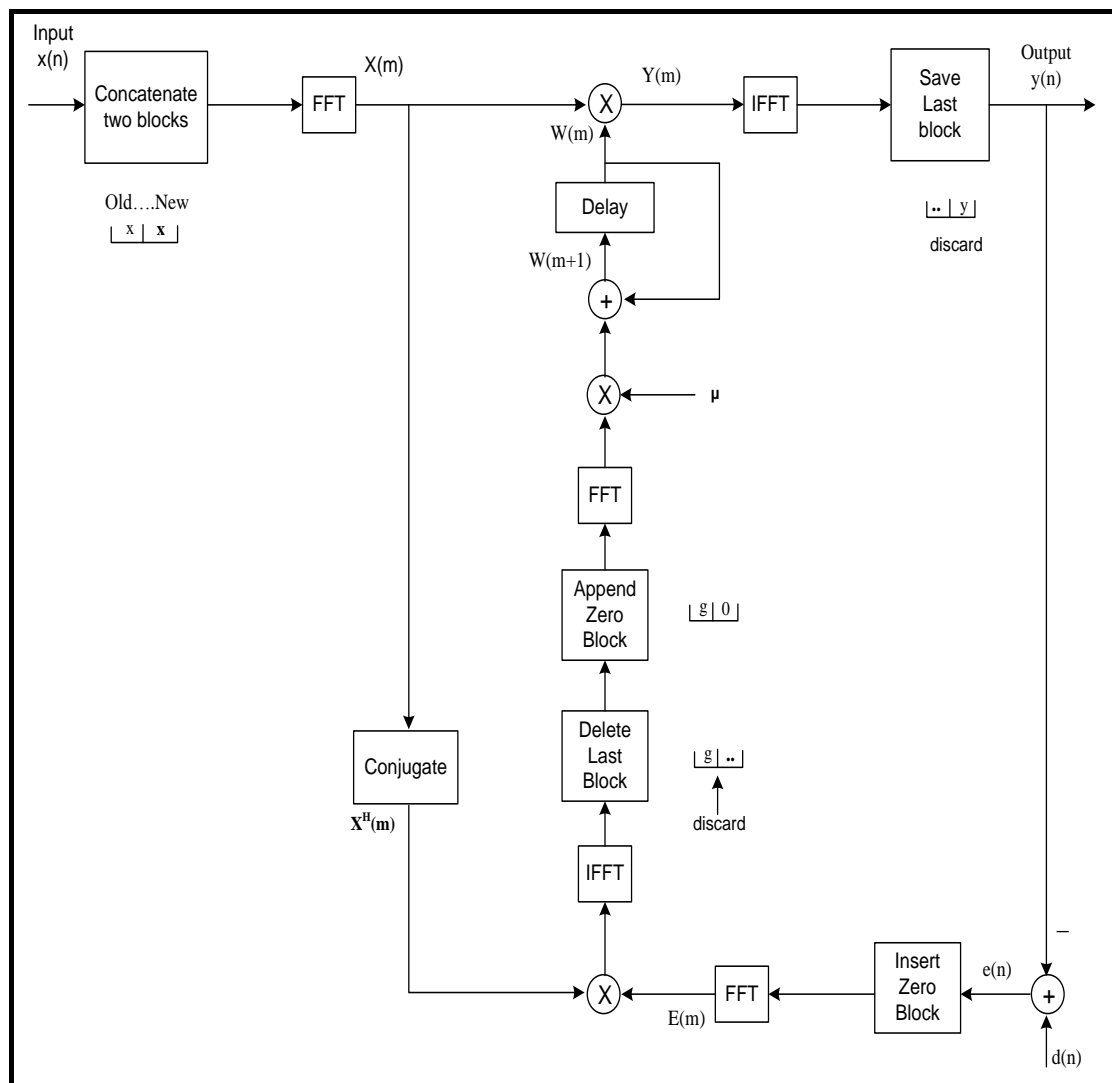 Input
x(n)
Concatenate
two blocks
FFT
X(m)
X
Y(m)
IFFT
Save
Last
block
Output
y(n)
W(m)
Old….New
x x
Delay
.. y
discard
W(m+1)
+
X
μ
FFT
Append
Zero
Block
g 0
Delete
Last
Block
g ..
discard
Conjugate
X^H(m)
IFFT
–
X
E(m)
FFT
Insert
Zero
Block
e(n)
+
d(n)